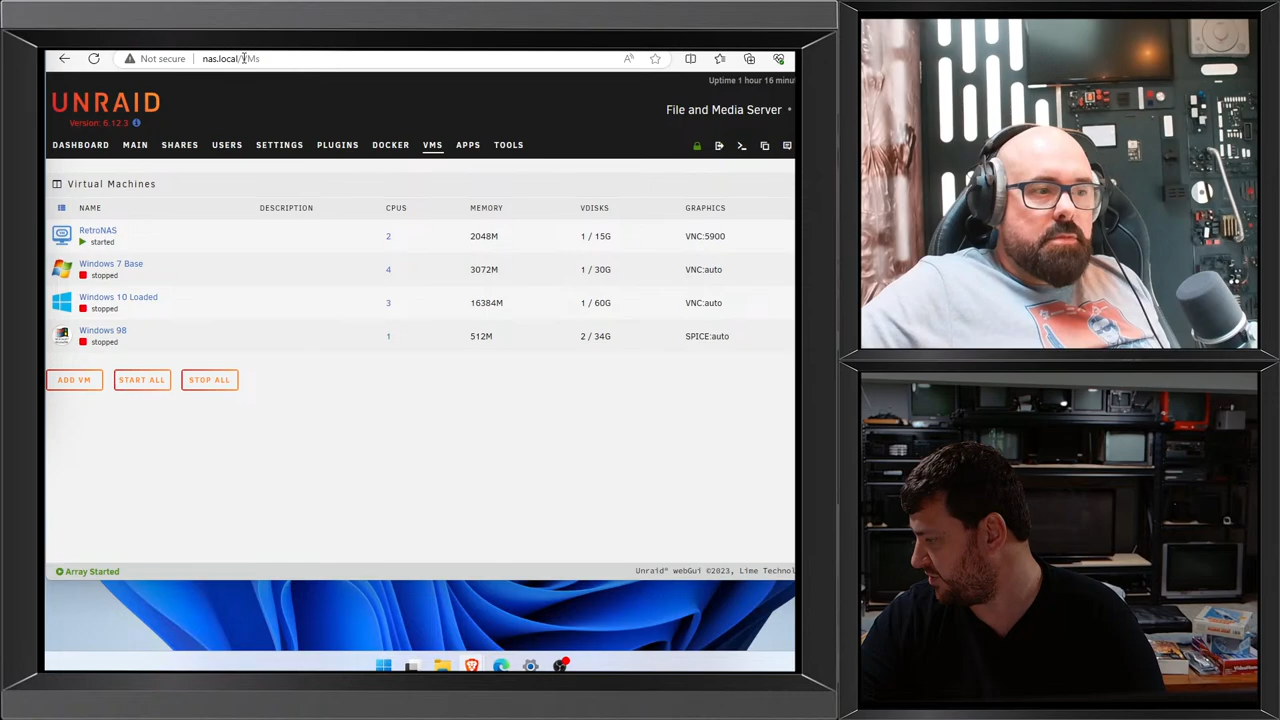 Not secure nas.local/VMs
Uptime 1 hour 16 minut
UNRAID
Version: 6.12.3
File and Media Server •
DASHBOARD MAIN SHARES USERS SETTINGS PLUGINS DOCKER VMS APPS TOOLS
Virtual Machines
NAME DESCRIPTION CPUS MEMORY VDISKS GRAPHICS
RetroNAS
started
2 2048M 1 / 15G VNC:5900
Windows 7 Base
stopped
4 3072M 1 / 30G VNC:auto
Windows 10 Loaded
stopped
3 16384M 1 / 60G VNC:auto
Windows 98
stopped
1 512M 2 / 34G SPICE:auto
ADD VM START ALL STOP ALL
Array Started
Unraid® webGui ©2023, Lime Technol